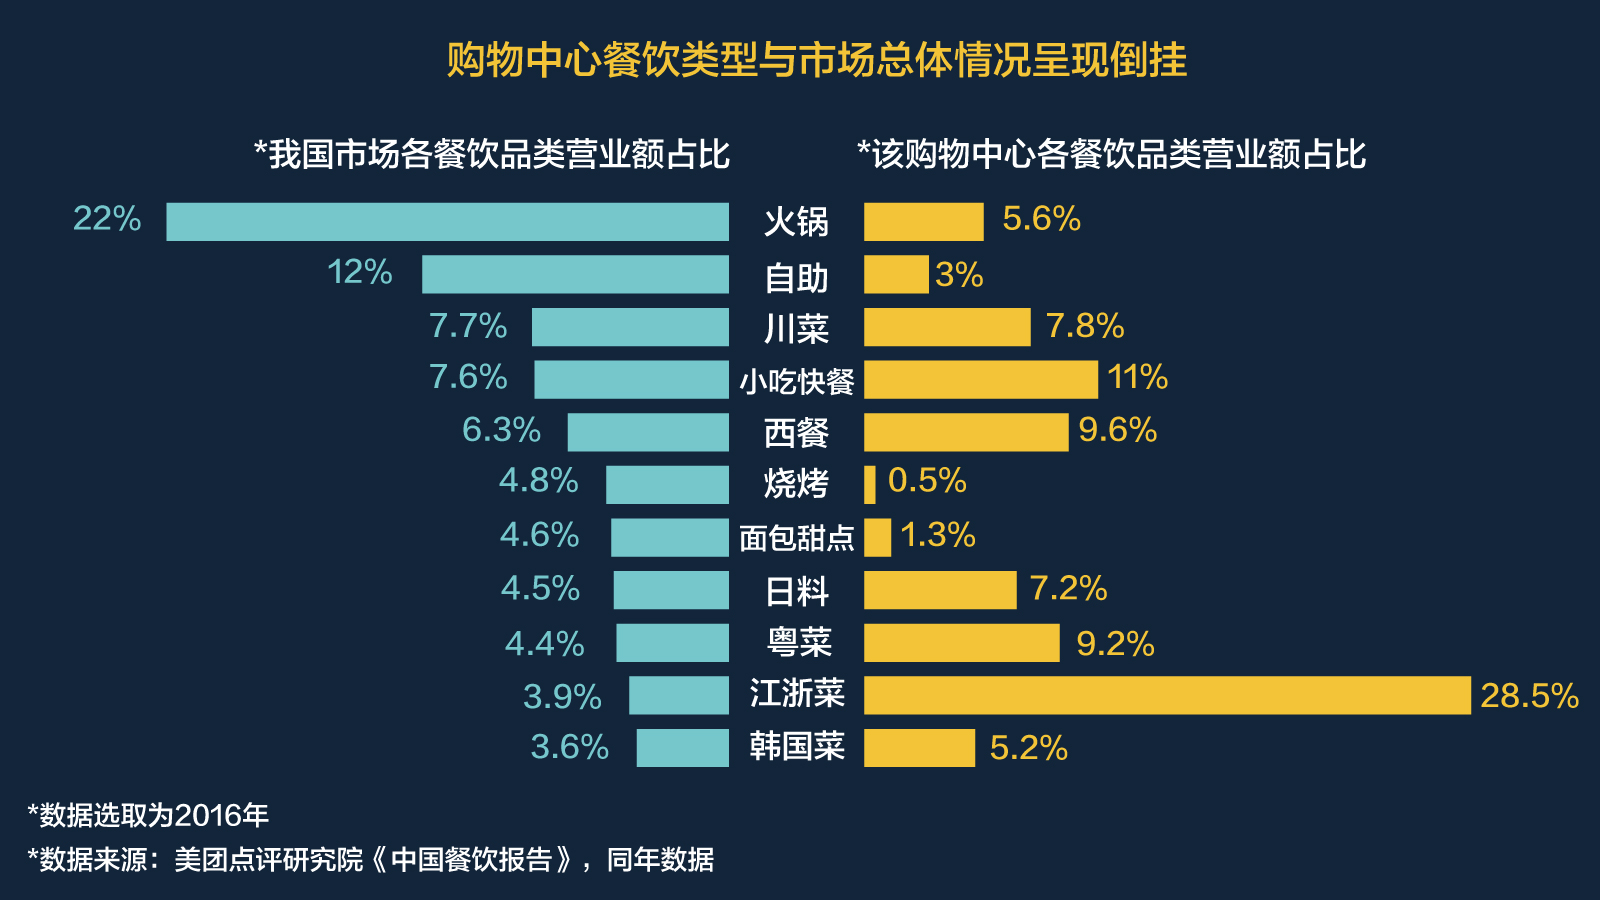 购物中心餐饮类型与市场总体情况呈现倒挂
*我国市场各餐饮品类营业额占比
*该购物中心各餐饮品类营业额占比
22% 火锅 5.6%
12% 自助 3%
7.7% 川菜 7.8%
7.6% 小吃快餐 11%
6.3% 西餐 9.6%
4.8% 烧烤 0.5%
4.6% 面包甜点 1.3%
4.5% 日料 7.2%
4.4% 粤菜 9.2%
3.9% 江浙菜 28.5%
3.6% 韩国菜 5.2%
*数据选取为2016年
*数据来源：美团点评研究院《中国餐饮报告》，同年数据